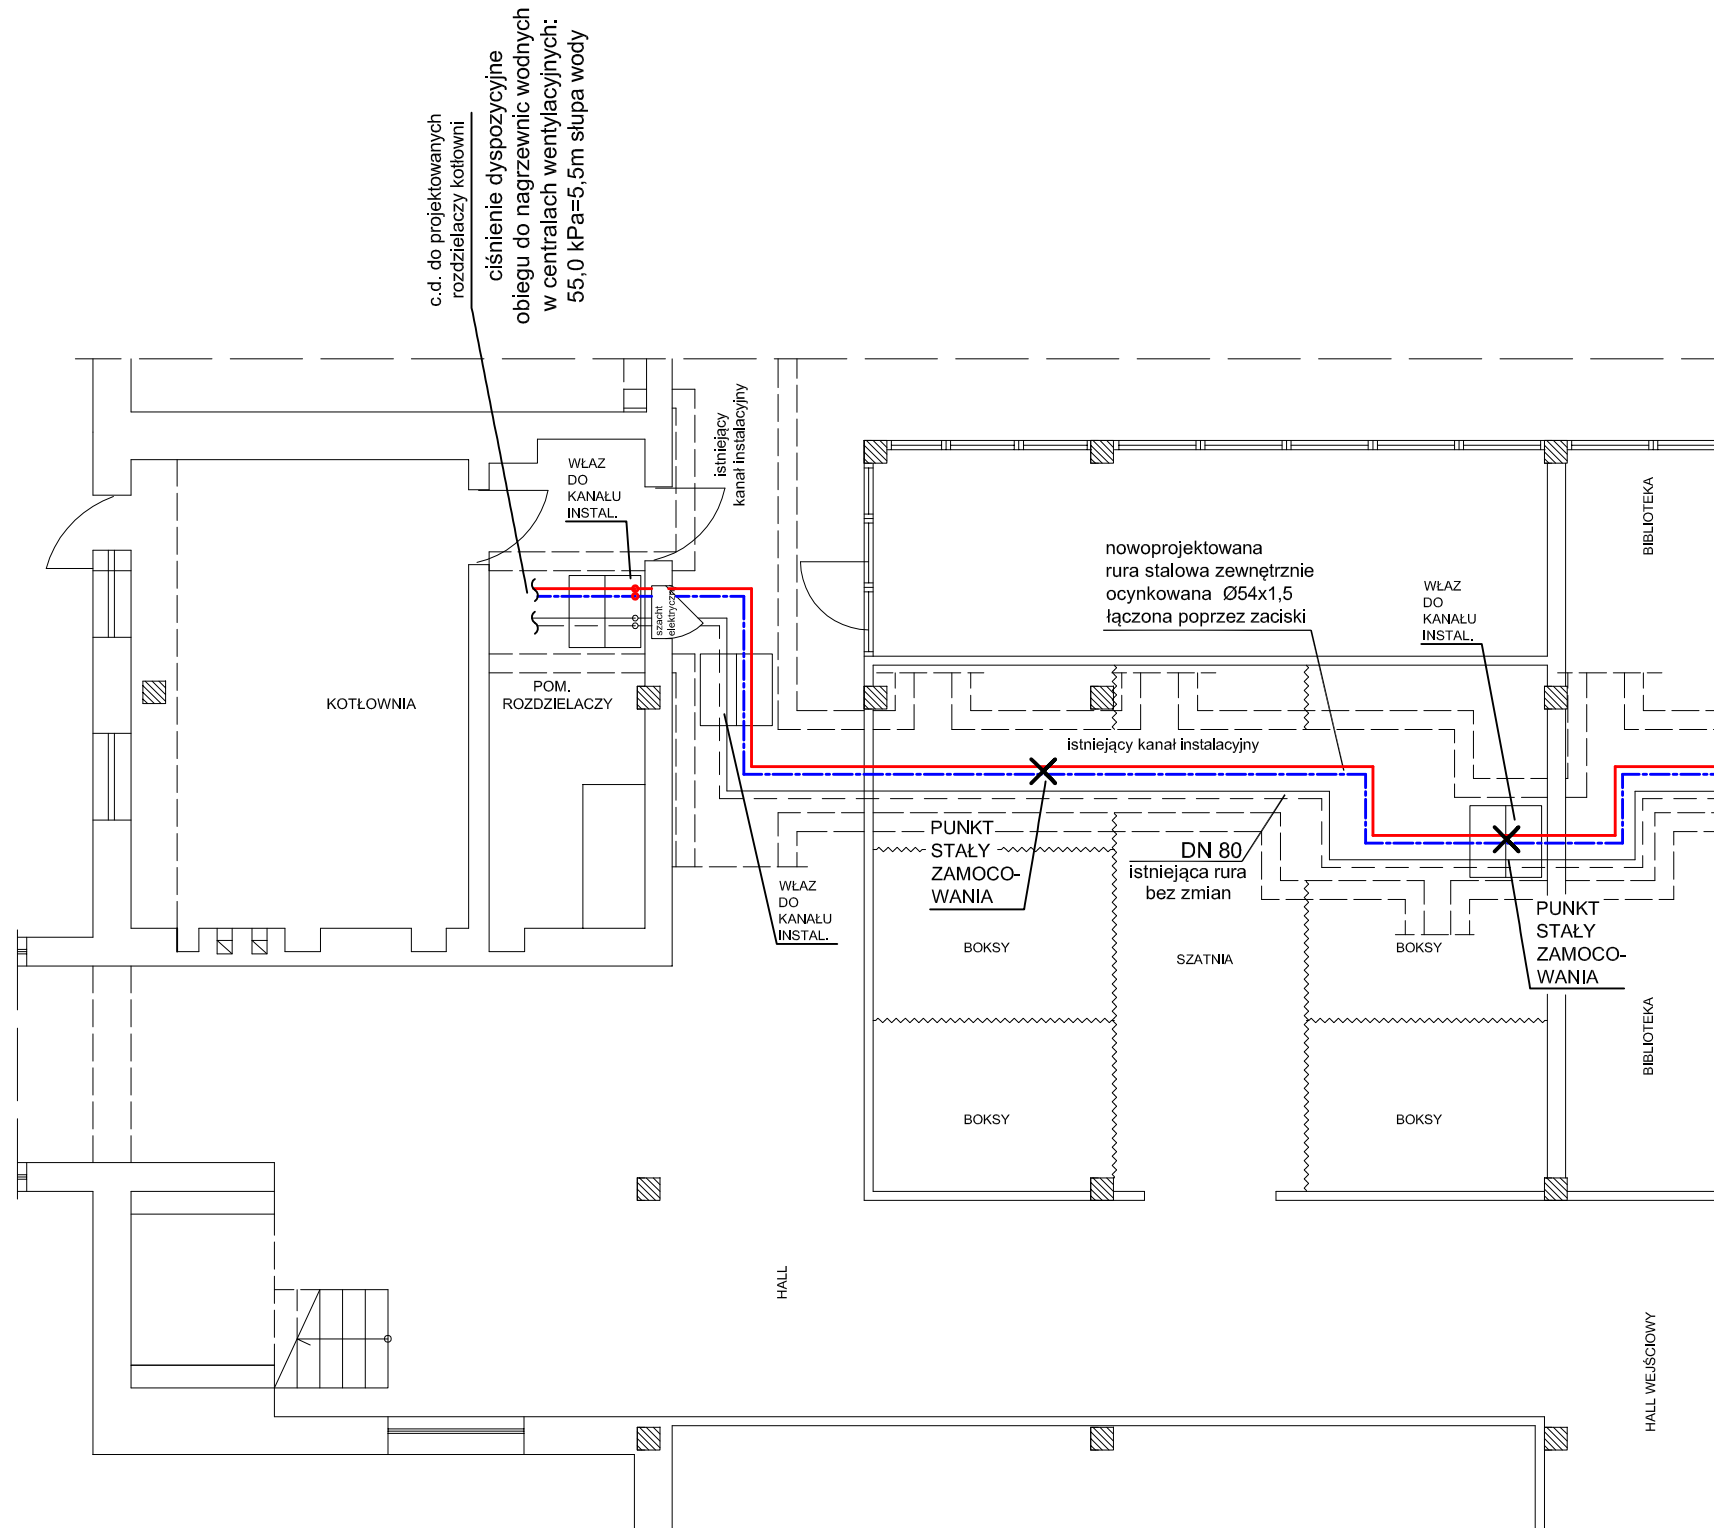 c.d. do projektowanych
rozdzielaczy kotłowni
ciśnienie dyspozycyjne
obiegu do nagrzewnic wodnych
w centralach wentylacyjnych:
55,0 kPa=5,5m słupa wody
istniejący
kanał instalacyjny
WŁAZ
DO
KANAŁU
INSTAL.
szacht
elektryczny
KOTŁOWNIA
POM.
ROZDZIELACZY
nowoprojektowana
rura stalowa zewnętrznie
ocynkowana Ø54x1,5
łączona poprzez zaciski
WŁAZ
DO
KANAŁU
INSTAL.
BIBLIOTEKA
istniejący kanał instalacyjny
PUNKT
STAŁY
ZAMOCO-
WANIA
DN 80
istniejąca rura
bez zmian
WŁAZ
DO
KANAŁU
INSTAL.
PUNKT
STAŁY
ZAMOCO-
WANIA
BOKSY
SZATNIA
BOKSY
BIBLIOTEKA
BOKSY
BOKSY
HALL
HALL WEJŚCIOWY